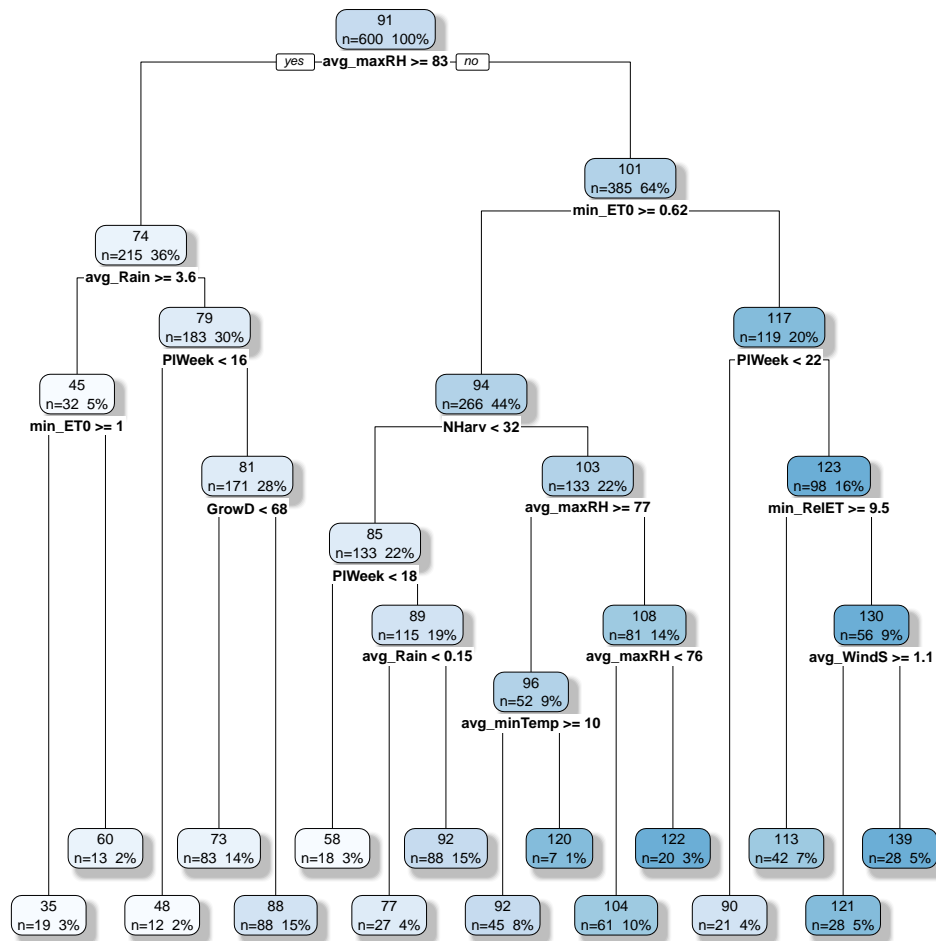 91
n=600 100%
yes avg_maxRH >= 83 no
101
n=385 64%
min_ET0 >= 0.62
74
n=215 36%
avg_Rain >= 3.6
79
n=183 30%
PlWeek < 16
117
n=119 20%
PlWeek < 22
45
n=32 5%
min_ET0 >= 1
94
n=266 44%
NHarv < 32
81
n=171 28%
GrowD < 68
103
n=133 22%
avg_maxRH >= 77
123
n=98 16%
min_RelET >= 9.5
85
n=133 22%
PlWeek < 18
89
n=115 19%
avg_Rain < 0.15
108
n=81 14%
avg_maxRH < 76
130
n=56 9%
avg_WindS >= 1.1
96
n=52 9%
avg_minTemp >= 10
60
n=13 2%
73
n=83 14%
58
n=18 3%
92
n=88 15%
120
n=7 1%
122
n=20 3%
113
n=42 7%
139
n=28 5%
35
n=19 3%
48
n=12 2%
88
n=88 15%
77
n=27 4%
92
n=45 8%
104
n=61 10%
90
n=21 4%
121
n=28 5%